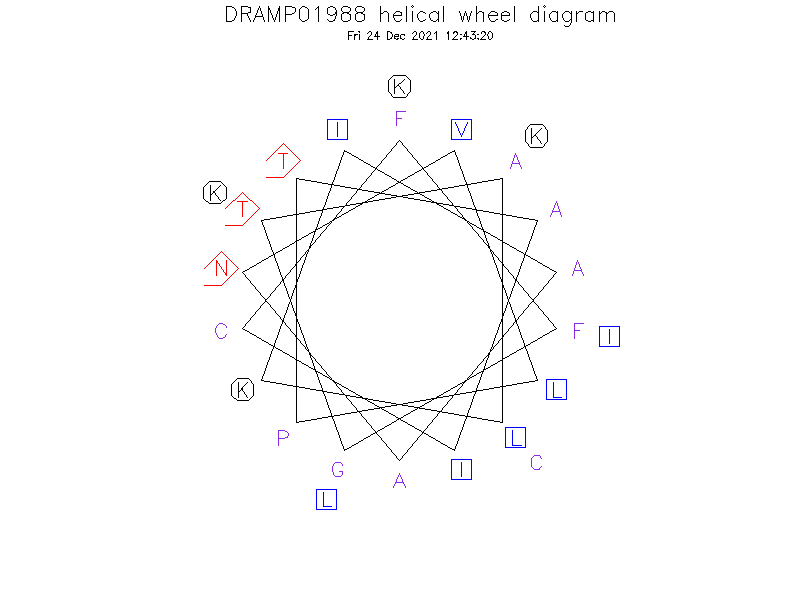 DRAMP01988 helical wheel diagram
Fri 24 Dec 2021 12:43:20
K
F
I V K
T A
K T A
N A
C F I
K L
P L
G I C
A
L